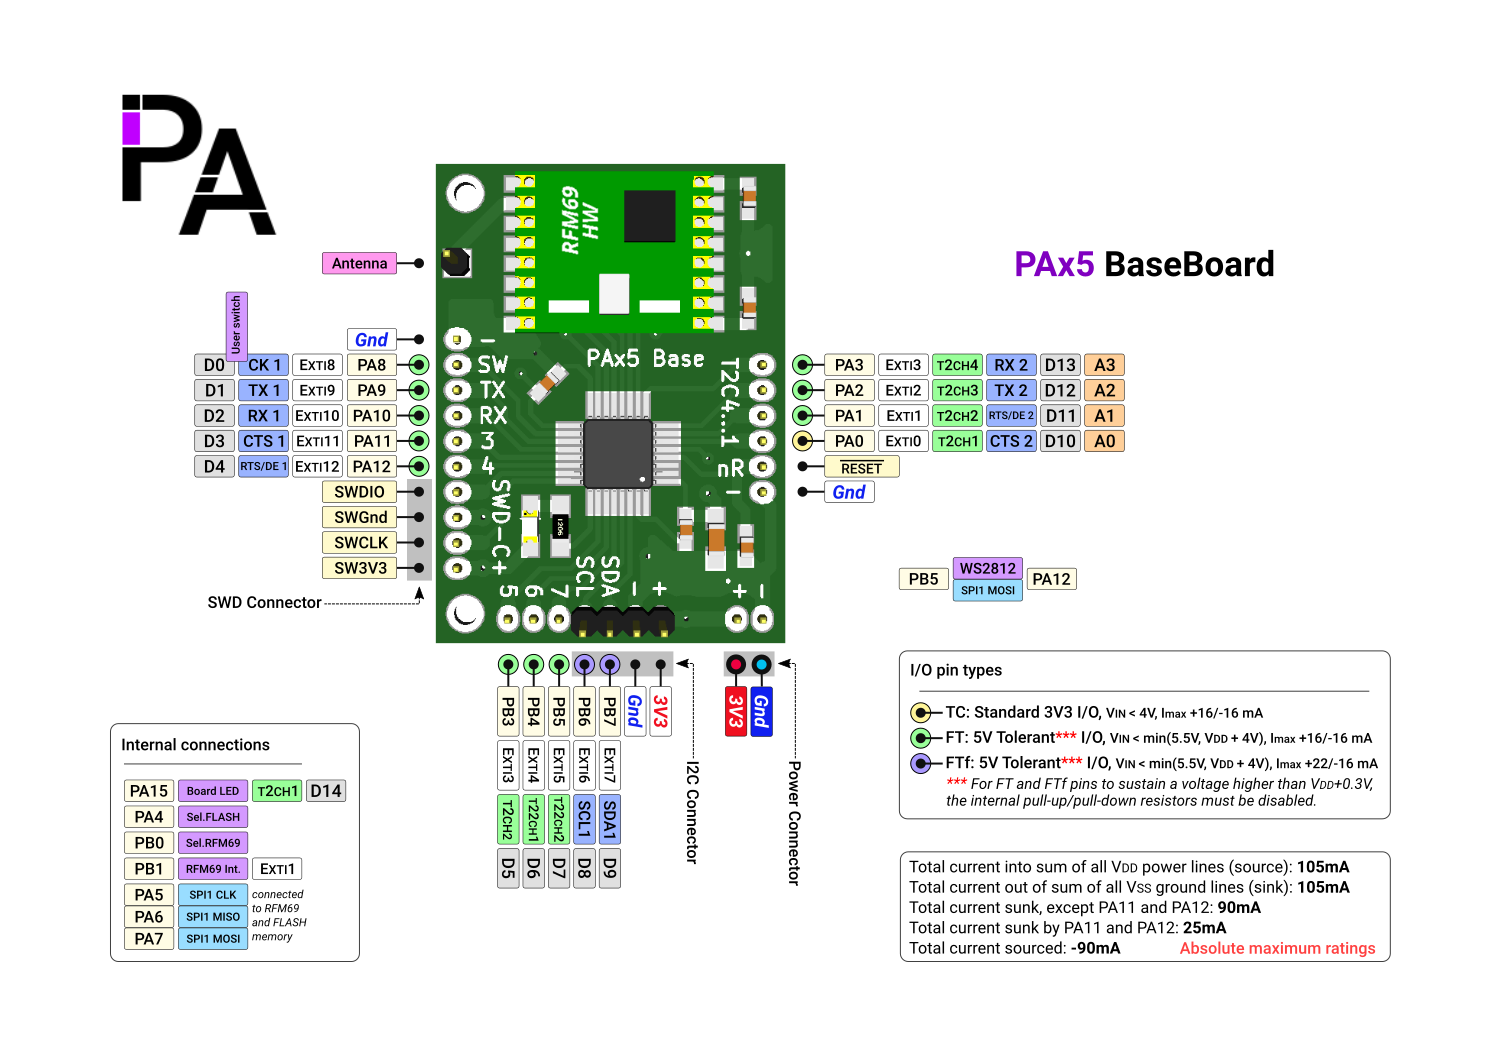 PA
PAx5 BaseBoard
RFM69
HW
Antenna
User switch
Gnd
D0 CK 1 EXTI8 PA8
D1 TX 1 EXTI9 PA9
D2 RX 1 EXTI10 PA10
D3 CTS 1 EXTI11 PA11
D4 RTS/DE 1 EXTI12 PA12
SWDIO
SWGnd
SWCLK
SW3V3
SWD Connector
PAx5 Base
-
SW
TX
RX
3
4
SWD-C+
T2C4...1
nR
-
1206
5 6 7 SCL SDA - +
+ -
PA3 EXTI3 T2CH4 RX 2 D13 A3
PA2 EXTI2 T2CH3 TX 2 D12 A2
PA1 EXTI1 T2CH2 RTS/DE 2 D11 A1
PA0 EXTI0 T2CH1 CTS 2 D10 A0
RESET
Gnd
PB5 WS2812 PA12
SPI1 MOSI
PB3 EXTI3 T2CH2 D5
PB4 EXTI4 T22CH1 D6
PB5 EXTI5 T22CH2 D7
PB6 EXTI6 SCL1 D8
PB7 EXTI7 SDA1 D9
Gnd
3V3
I2C Connector
3V3
Gnd
Power Connector
Internal connections
PA15 Board LED T2CH1 D14
PA4 Sel.FLASH
PB0 Sel.RFM69
PB1 RFM69 Int. EXTI1
PA5 SPI1 CLK
PA6 SPI1 MISO
PA7 SPI1 MOSI
connected
to RFM69
and FLASH
memory
I/O pin types
TC: Standard 3V3 I/O, VIN < 4V, Imax +16/-16 mA
FT: 5V Tolerant*** I/O, VIN < min(5.5V, VDD + 4V), Imax +16/-16 mA
FTf: 5V Tolerant*** I/O, VIN < min(5.5V, VDD + 4V), Imax +22/-16 mA
*** For FT and FTf pins to sustain a voltage higher than VDD+0.3V,
the internal pull-up/pull-down resistors must be disabled.
Total current into sum of all VDD power lines (source): 105mA
Total current out of sum of all VSS ground lines (sink): 105mA
Total current sunk, except PA11 and PA12: 90mA
Total current sunk by PA11 and PA12: 25mA
Total current sourced: -90mA Absolute maximum ratings